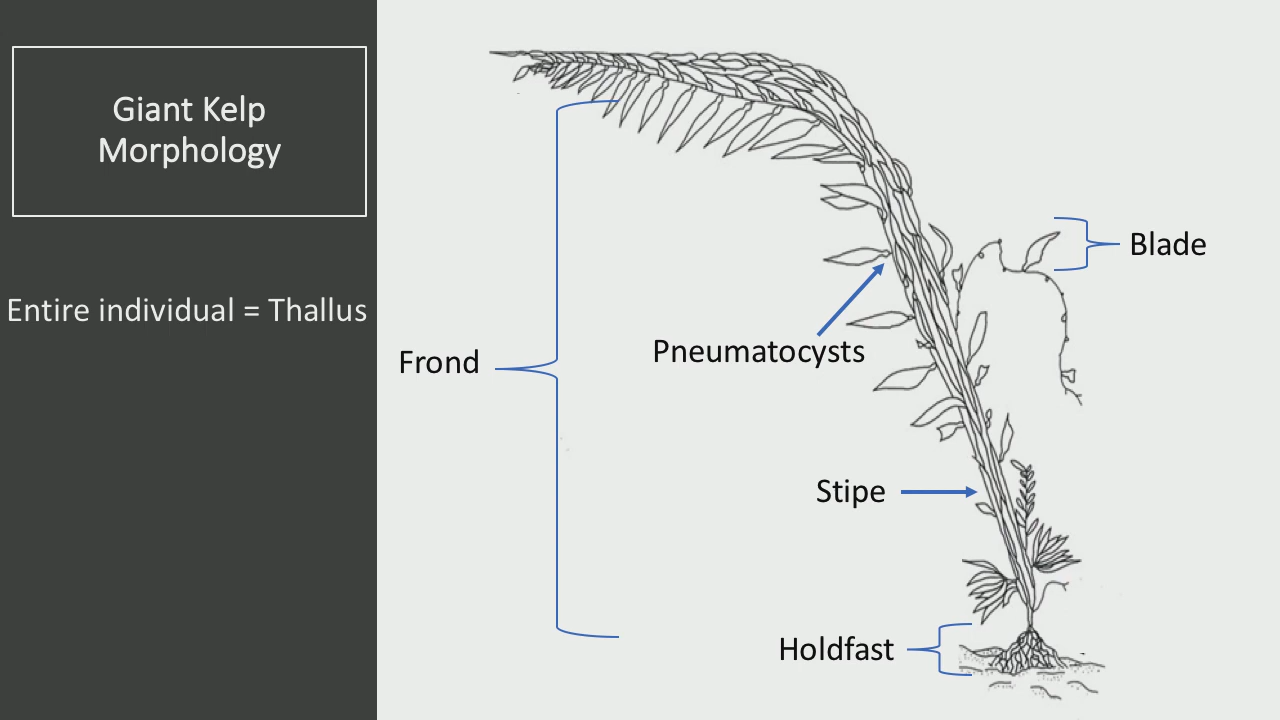 Giant Kelp
Morphology
Entire individual = Thallus
Blade
Pneumatocysts
Frond
Stipe
Holdfast